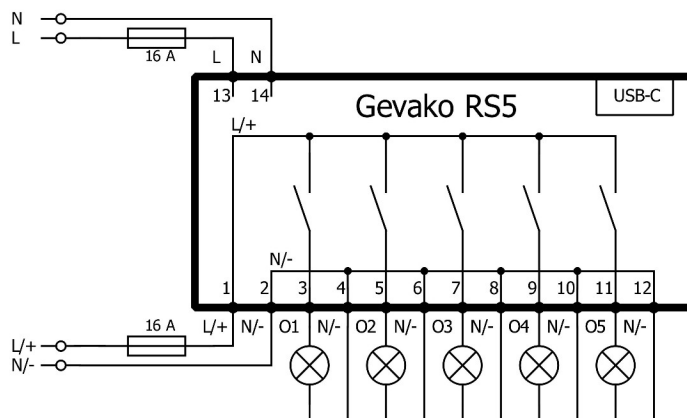 N
L
16 A
L N
13 14
Gevako RS5
USB-C
L/+
N/-
1 2 3 4 5 6 7 8 9 10 11 12
16 A
L/+ N/- O1 N/- O2 N/- O3 N/- O4 N/- O5 N/-
L/+
N/-